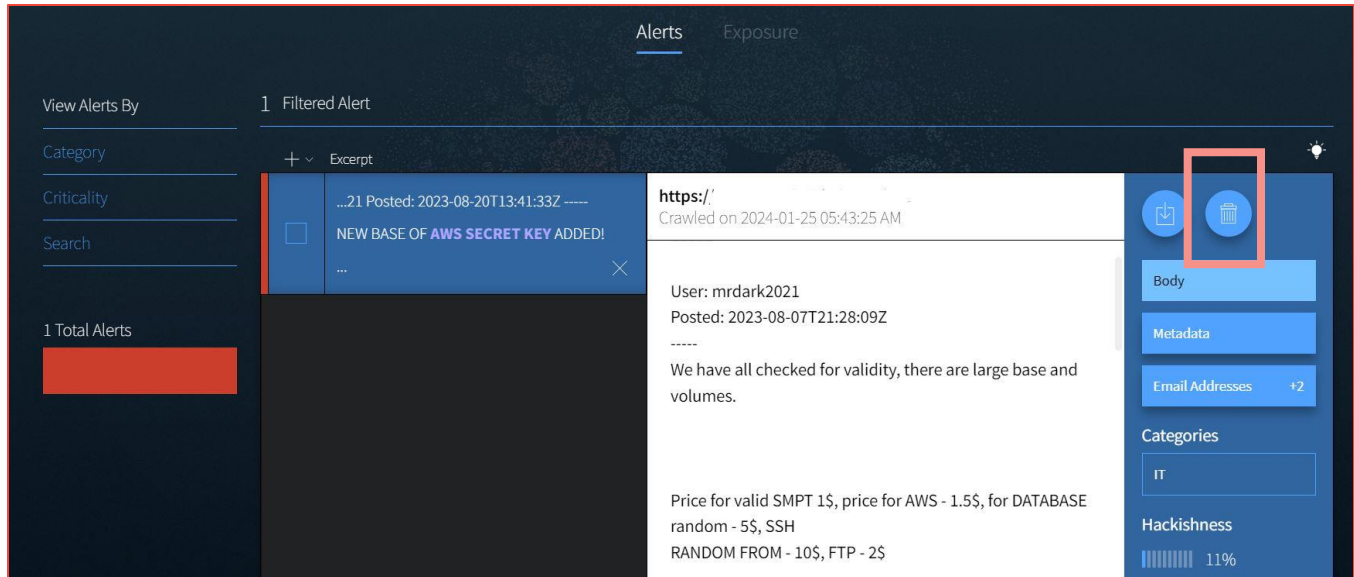 Alerts
Exposure
View Alerts By
Category
Criticality
Search
1 Total Alerts
1 Filtered Alert
Excerpt
...21 Posted: 2023-08-20T13:41:33Z -----
NEW BASE OF AWS SECRET KEY ADDED!
...
https:/
Crawled on 2024-01-25 05:43:25 AM
User: mrdark2021
Posted: 2023-08-07T21:28:09Z
-----
We have all checked for validity, there are large base and
volumes.
Price for valid SMPT 1$, price for AWS - 1.5$, for DATABASE
random - 5$, SSH
RANDOM FROM - 10$, FTP - 2$
Body
Metadata
Email Addresses +2
Categories
IT
Hackishness
11%